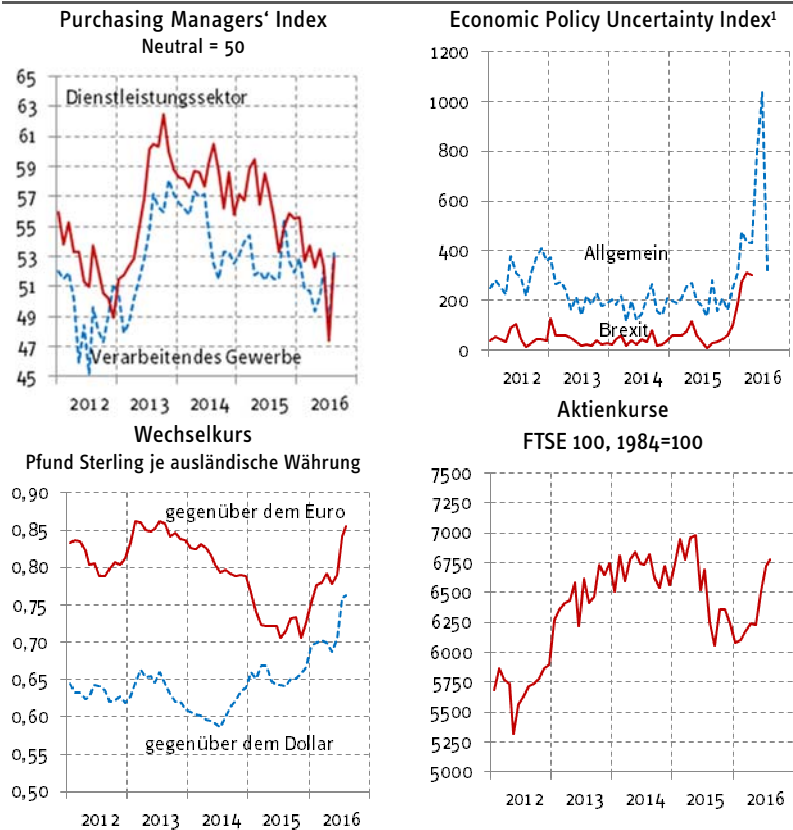 Purchasing Managers‘ Index
Neutral = 50
65
63
61
59
57
55
53
51
49
47
45
Dienstleistungssektor
Verarbeitendes Gewerbe
2012 2013 2014 2015 2016
Economic Policy Uncertainty Index¹
1200
1000
800
600
400
200
0
Allgemein
Brexit
2012 2013 2014 2015 2016
Wechselkurs
Pfund Sterling je ausländische Währung
0,90
0,85
0,80
0,75
0,70
0,65
0,60
0,55
0,50
gegenüber dem Euro
gegenüber dem Dollar
2012 2013 2014 2015 2016
Aktienkurse
FTSE 100, 1984=100
7500
7250
7000
6750
6500
6250
6000
5750
5500
5250
5000
2012 2013 2014 2015 2016